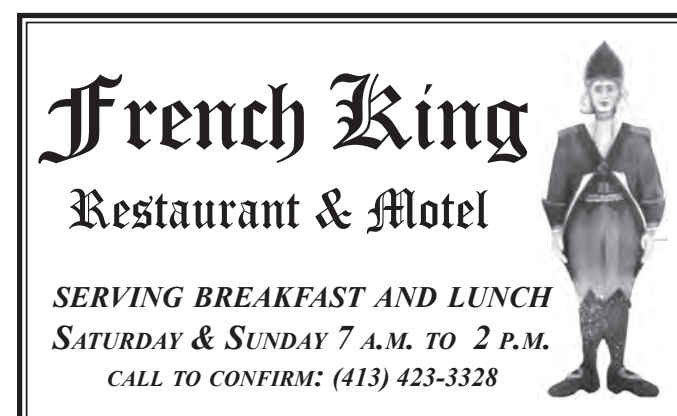 French King
Restaurant & Motel
SERVING BREAKFAST AND LUNCH
SATURDAY & SUNDAY 7 A.M. TO 2 P.M.
CALL TO CONFIRM: (413) 423-3328